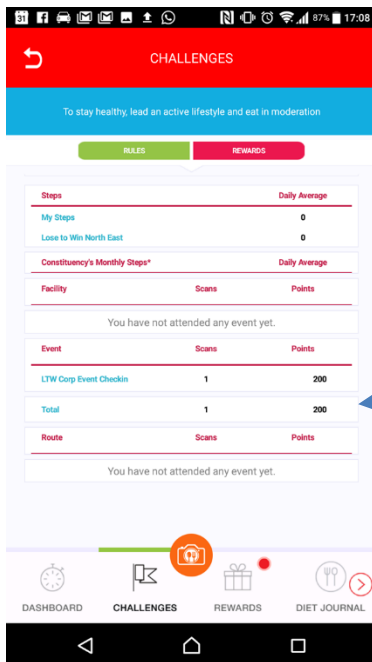 31 87% 17:08
CHALLENGES
To stay healthy, lead an active lifestyle and eat in moderation
RULES REWARDS
Steps Daily Average
My Steps 0
Lose to Win North East 0
Constituency's Monthly Steps* Daily Average
Facility Scans Points
You have not attended any event yet.
Event Scans Points
LTW Corp Event Checkin 1 200
Total 1 200
Route Scans Points
You have not attended any event yet.
DASHBOARD CHALLENGES REWARDS DIET JOURNAL